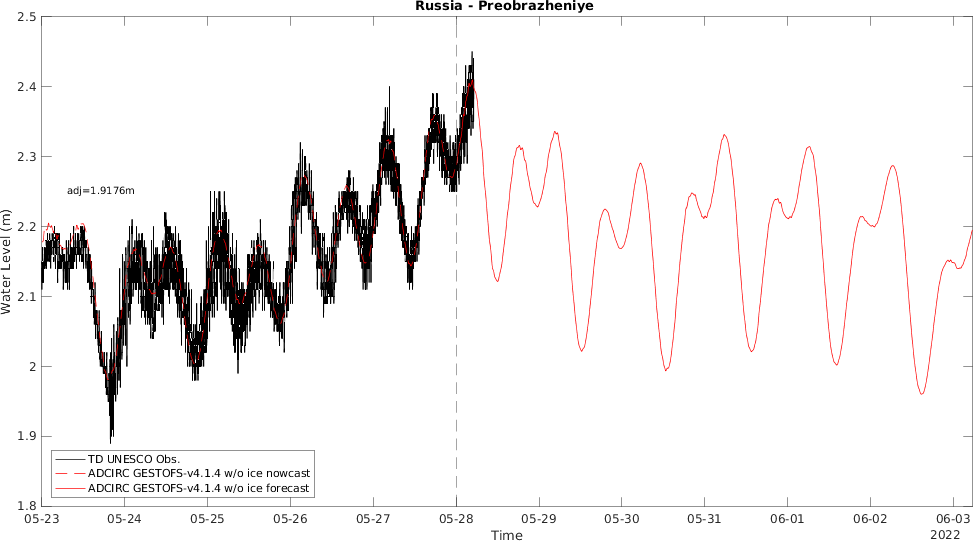 Russia - Preobrazheniye
2.5
2.4
2.3
2.2
2.1
2
1.9
1.8
Water Level (m)
adj=1.9176m
TD UNESCO Obs.
ADCIRC GESTOFS-v4.1.4 w/o ice nowcast
ADCIRC GESTOFS-v4.1.4 w/o ice forecast
05-23 05-24 05-25 05-26 05-27 05-28 05-29 05-30 05-31 06-01 06-02 06-03
Time
2022